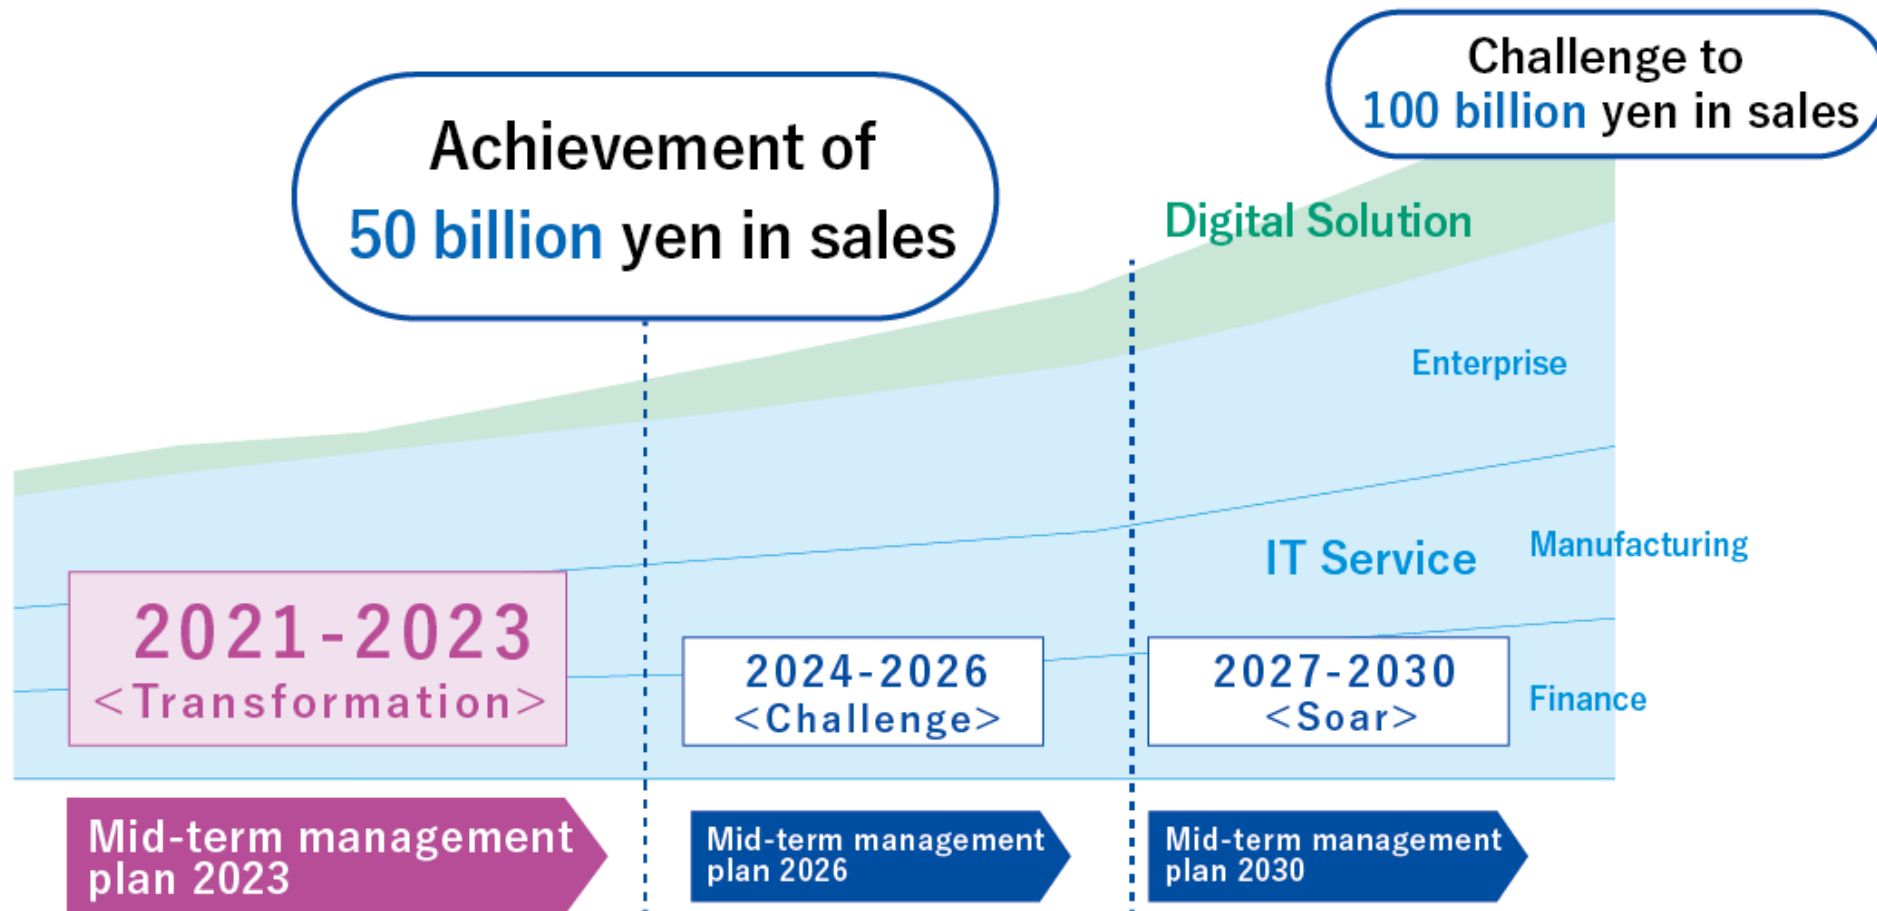 Challenge to
100 billion yen in sales
Achievement of
50 billion yen in sales
Digital Solution
Enterprise
IT Service
Manufacturing
Finance
2021-2023
<Transformation>
2024-2026
<Challenge>
2027-2030
<Soar>
Mid-term management
plan 2023
Mid-term management
plan 2026
Mid-term management
plan 2030